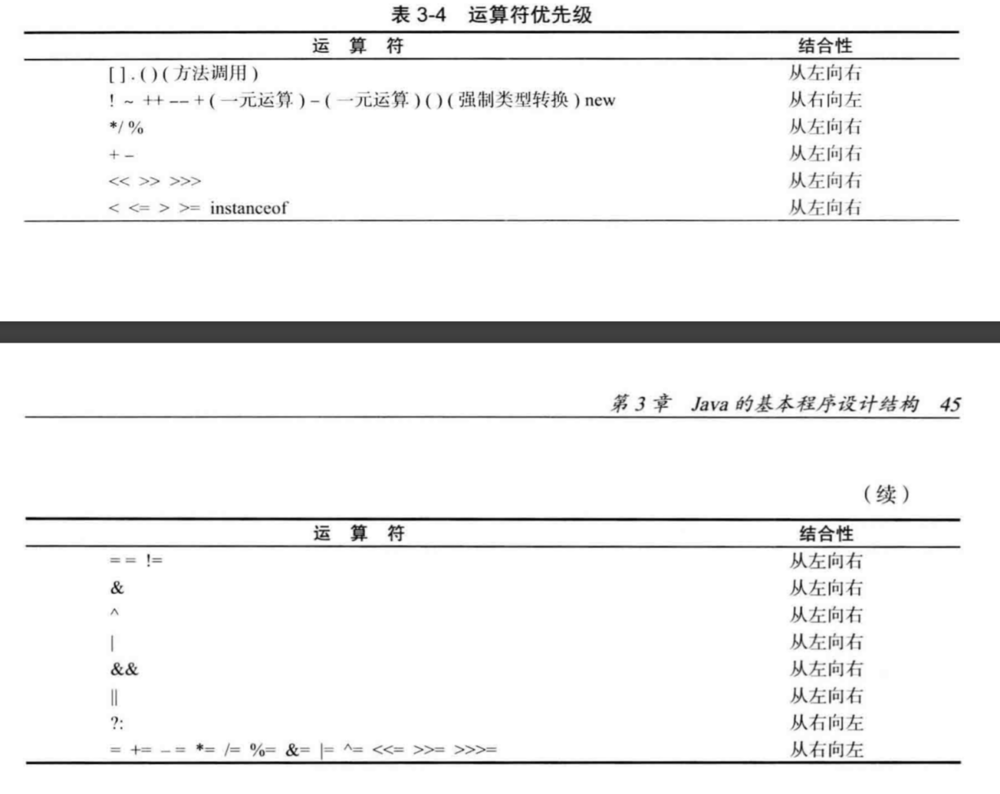 表 3-4 运算符优先级
运 算 符 结合性
[ ] . ( ) ( 方法调用 ) 从左向右
! ~ ++ -- + ( 一元运算 ) – ( 一元运算 ) ( ) ( 强制类型转换 ) new 从右向左
*/ % 从左向右
+ – 从左向右
<< >> >>> 从左向右
< <= > >= instanceof 从左向右
第 3 章 Java 的基本程序设计结构 45
（续）
运 算 符 结合性
= = != 从左向右
& 从左向右
^ 从左向右
| 从左向右
&& 从左向右
|| 从左向右
?: 从右向左
= += – = *= /= %= &= |= ^= <<= >>= >>>= 从右向左